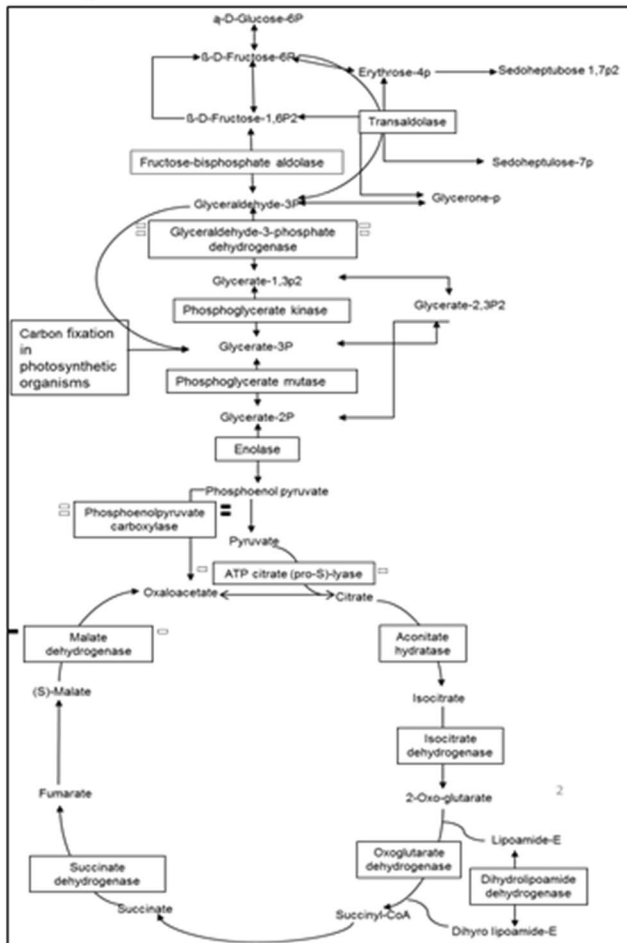 ą-D-Glucose-6P
ß-D-Fructose-6P
Erythrose-4p
Sedoheptubose 1,7p2
ß-D-Fructose-1,6P2
Transaldolase
Fructose-bisphosphate aldolase
Sedoheptulose-7p
Glycerone-p
Glyceraldehyde-3P
Glyceraldehyde-3-phosphate
dehydrogenase
Glycerate-1,3p2
Glycerate-2,3P2
Phosphoglycerate kinase
Carbon fixation
in
photosynthetic
organisms
Glycerate-3P
Phosphoglycerate mutase
Glycerate-2P
Enolase
Phosphoenol pyruvate
Phosphoenolpyruvate
carboxylase
Pyruvate
ATP citrate (pro-S)-lyase
Oxaloacetate
Citrate
Malate
dehydrogenase
Aconitate
hydratase
(S)-Malate
Isocitrate
Isocitrate
dehydrogenase
Fumarate
2-Oxo-glutarate
2
Lipoamide-E
Oxoglutarate
dehydrogenase
Succinate
dehydrogenase
Dihydrolipoamide
dehydrogenase
Succinate
Succinyl-CoA
Dihyro lipoamide-E